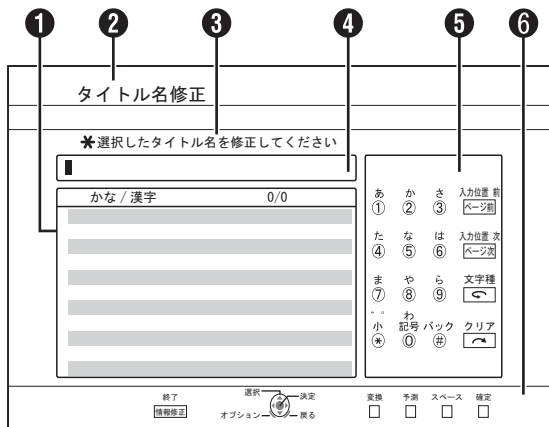 ❶ ❷ ❸ ❹ ❺ ❻
タイトル名修正
✱選択したタイトル名を修正してください
かな / 漢字 0/0
あ か さ 入力位置 前
① ② ③ ページ前
た な は 入力位置 次
④ ⑤ ⑥ ページ次
ま や ら 文字種
⑦ ⑧ ⑨
゛゜ わ
小 記号 バック クリア
✱ ⓪ #
終了 選択 決定 変換 予測 スペース 確定
情報修正 オプション 戻る